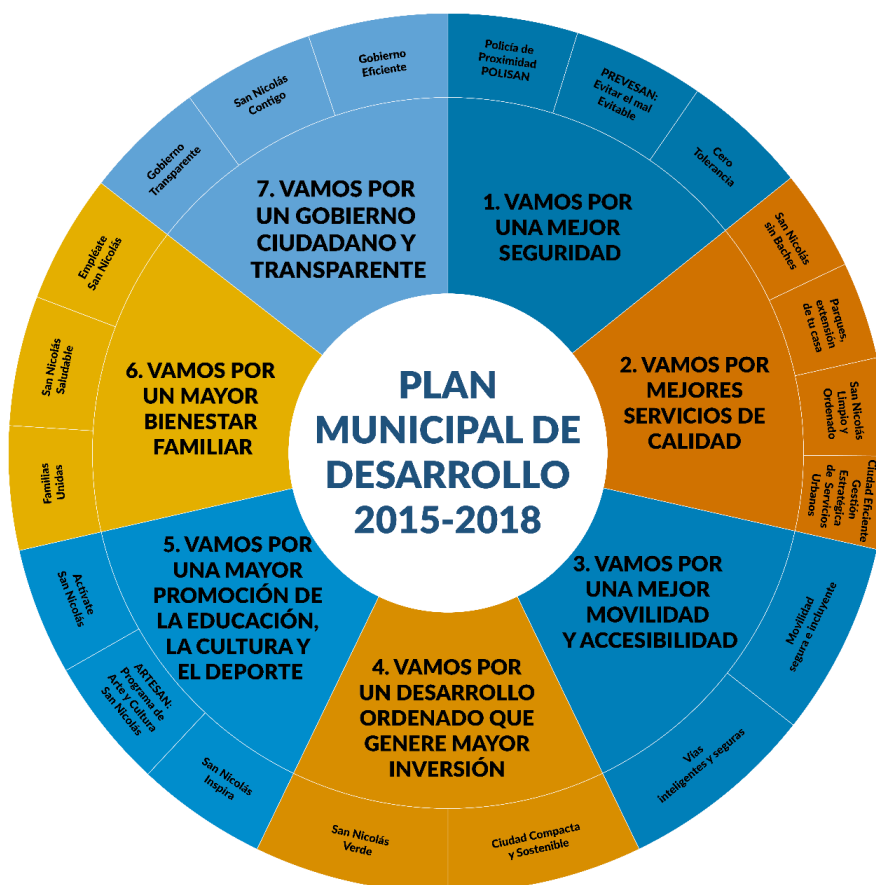 PLAN
MUNICIPAL DE
DESARROLLO
2015-2018
1. VAMOS POR
UNA MEJOR
SEGURIDAD
Policía de
Proximidad
POLISAN
PREVESAN:
Evitar el mal
Evitable
Cero
Tolerancia
2. VAMOS POR
MEJORES
SERVICIOS DE
CALIDAD
San Nicolás
sin Baches
Parques,
extensión
de tu casa
San Nicolás
Limpio y
Ordenado
Ciudad Eficiente
Gestión
Estratégica
de Servicios
Urbanos
3. VAMOS POR
UNA MEJOR
MOVILIDAD
Y ACCESIBILIDAD
Movilidad
segura e incluyente
Vías
inteligentes y seguras
4. VAMOS POR
UN DESARROLLO
ORDENADO QUE
GENERE MAYOR
INVERSIÓN
Ciudad Compacta
y Sostenible
San Nicolás
Verde
5. VAMOS POR
UNA MAYOR
PROMOCIÓN DE
LA EDUCACIÓN,
LA CULTURA Y
EL DEPORTE
San Nicolás
Inspira
ARTESAN:
Programa de
Arte y Cultura
San Nicolás
Actívate
San Nicolás
6. VAMOS POR
UN MAYOR
BIENESTAR
FAMILIAR
Familias
Unidas
San Nicolás
Saludable
Empléate
San Nicolás
7. VAMOS POR
UN GOBIERNO
CIUDADANO Y
TRANSPARENTE
Gobierno
Transparente
San Nicolás
Contigo
Gobierno
Eficiente